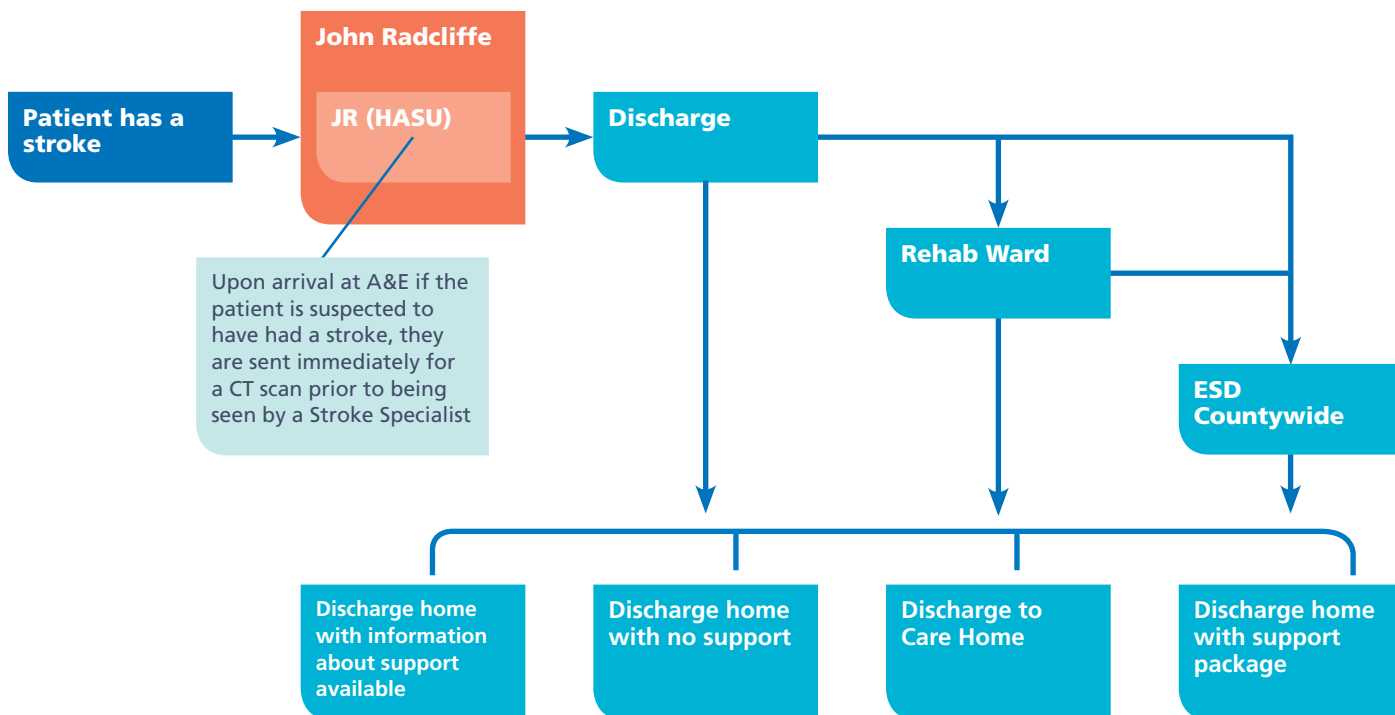 John Radcliffe
Patient has a
stroke
JR (HASU)
Discharge
Rehab Ward
Upon arrival at A&E if the
patient is suspected to
have had a stroke, they
are sent immediately for
a CT scan prior to being
seen by a Stroke Specialist
ESD
Countywide
Discharge home
with information
about support
available
Discharge home
with no support
Discharge to
Care Home
Discharge home
with support
package